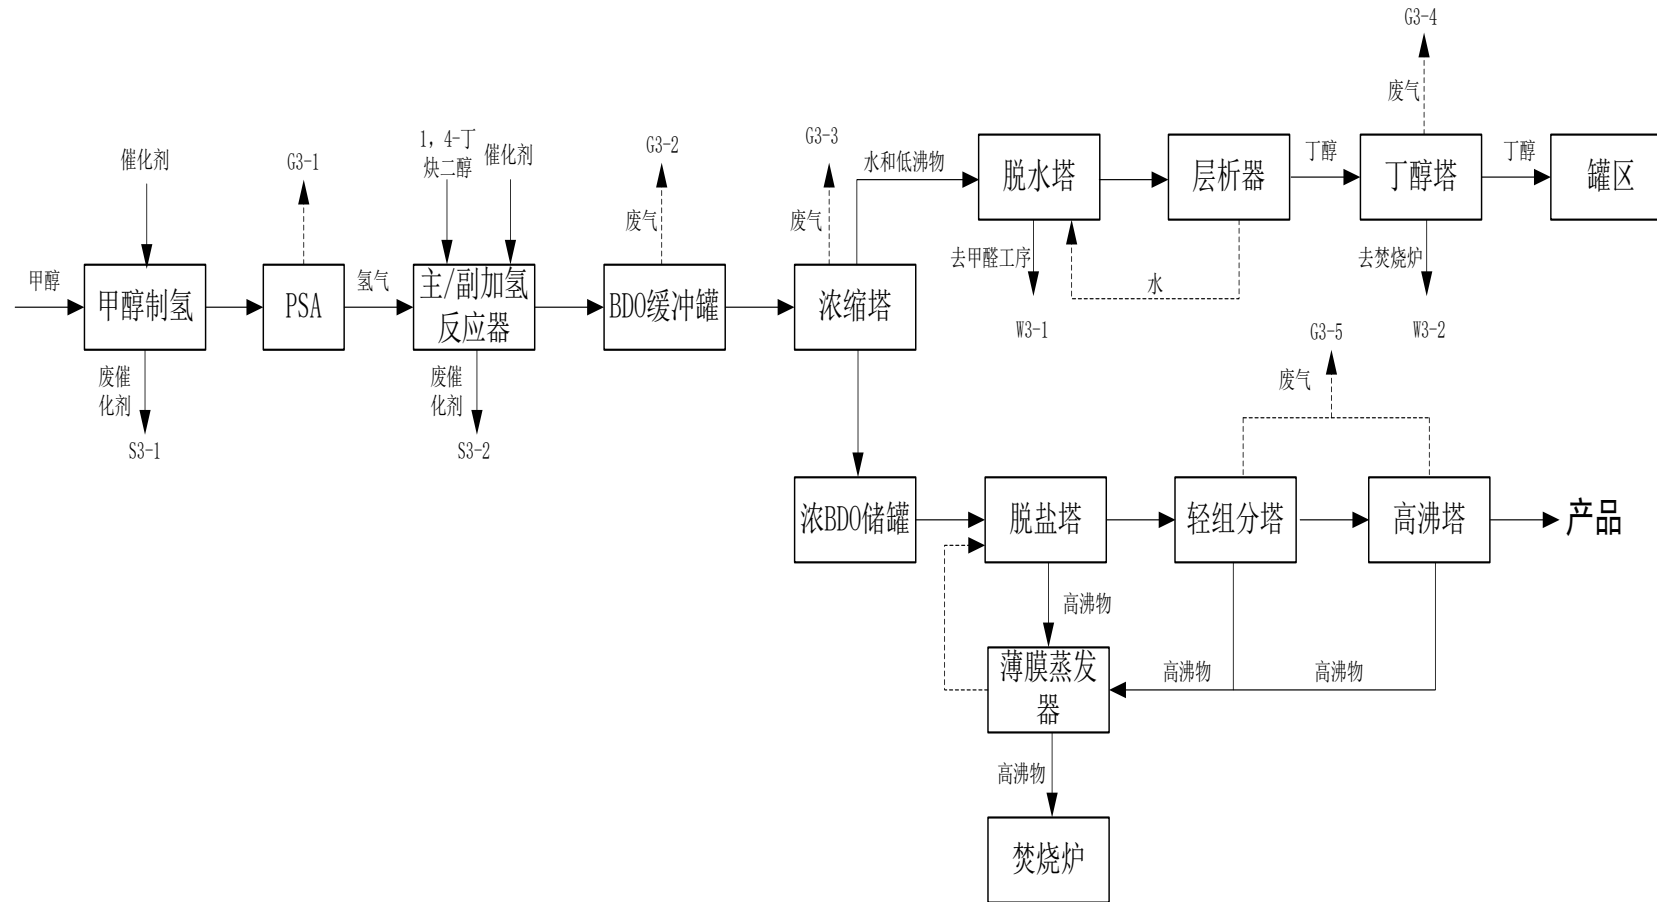 G3-4
废气
催化剂
G3-1
1, 4-丁
炔二醇
催化剂
G3-2
废气
G3-3
废气
水和低沸物
脱水塔
层析器
丁醇
丁醇塔
丁醇
罐区
甲醇
甲醇制氢
PSA
氢气
主/副加氢
反应器
BDO缓冲罐
浓缩塔
去甲醛工序
水
去焚烧炉
W3-1
W3-2
废催
化剂
S3-1
废催
化剂
S3-2
G3-5
废气
浓BDO储罐
脱盐塔
轻组分塔
高沸塔
产品
高沸物
薄膜蒸发
器
高沸物
高沸物
高沸物
焚烧炉